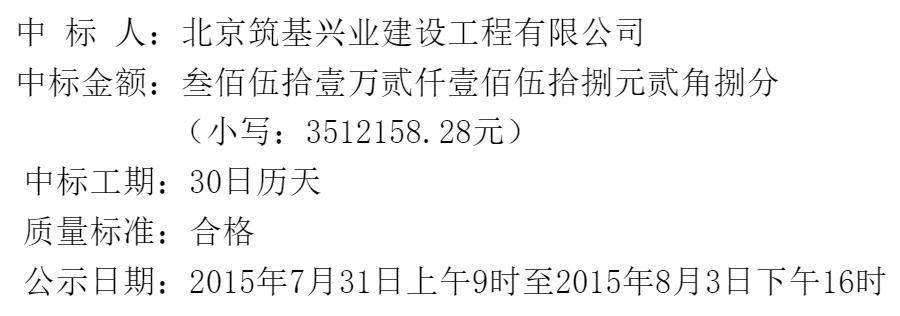 中 标 人：北京筑基兴业建设工程有限公司
中标金额：叁佰伍拾壹万贰仟壹佰伍拾捌元贰角捌分
（小写：3512158.28元）
中标工期：30日历天
质量标准：合格
公示日期：2015年7月31日上午9时至2015年8月3日下午16时